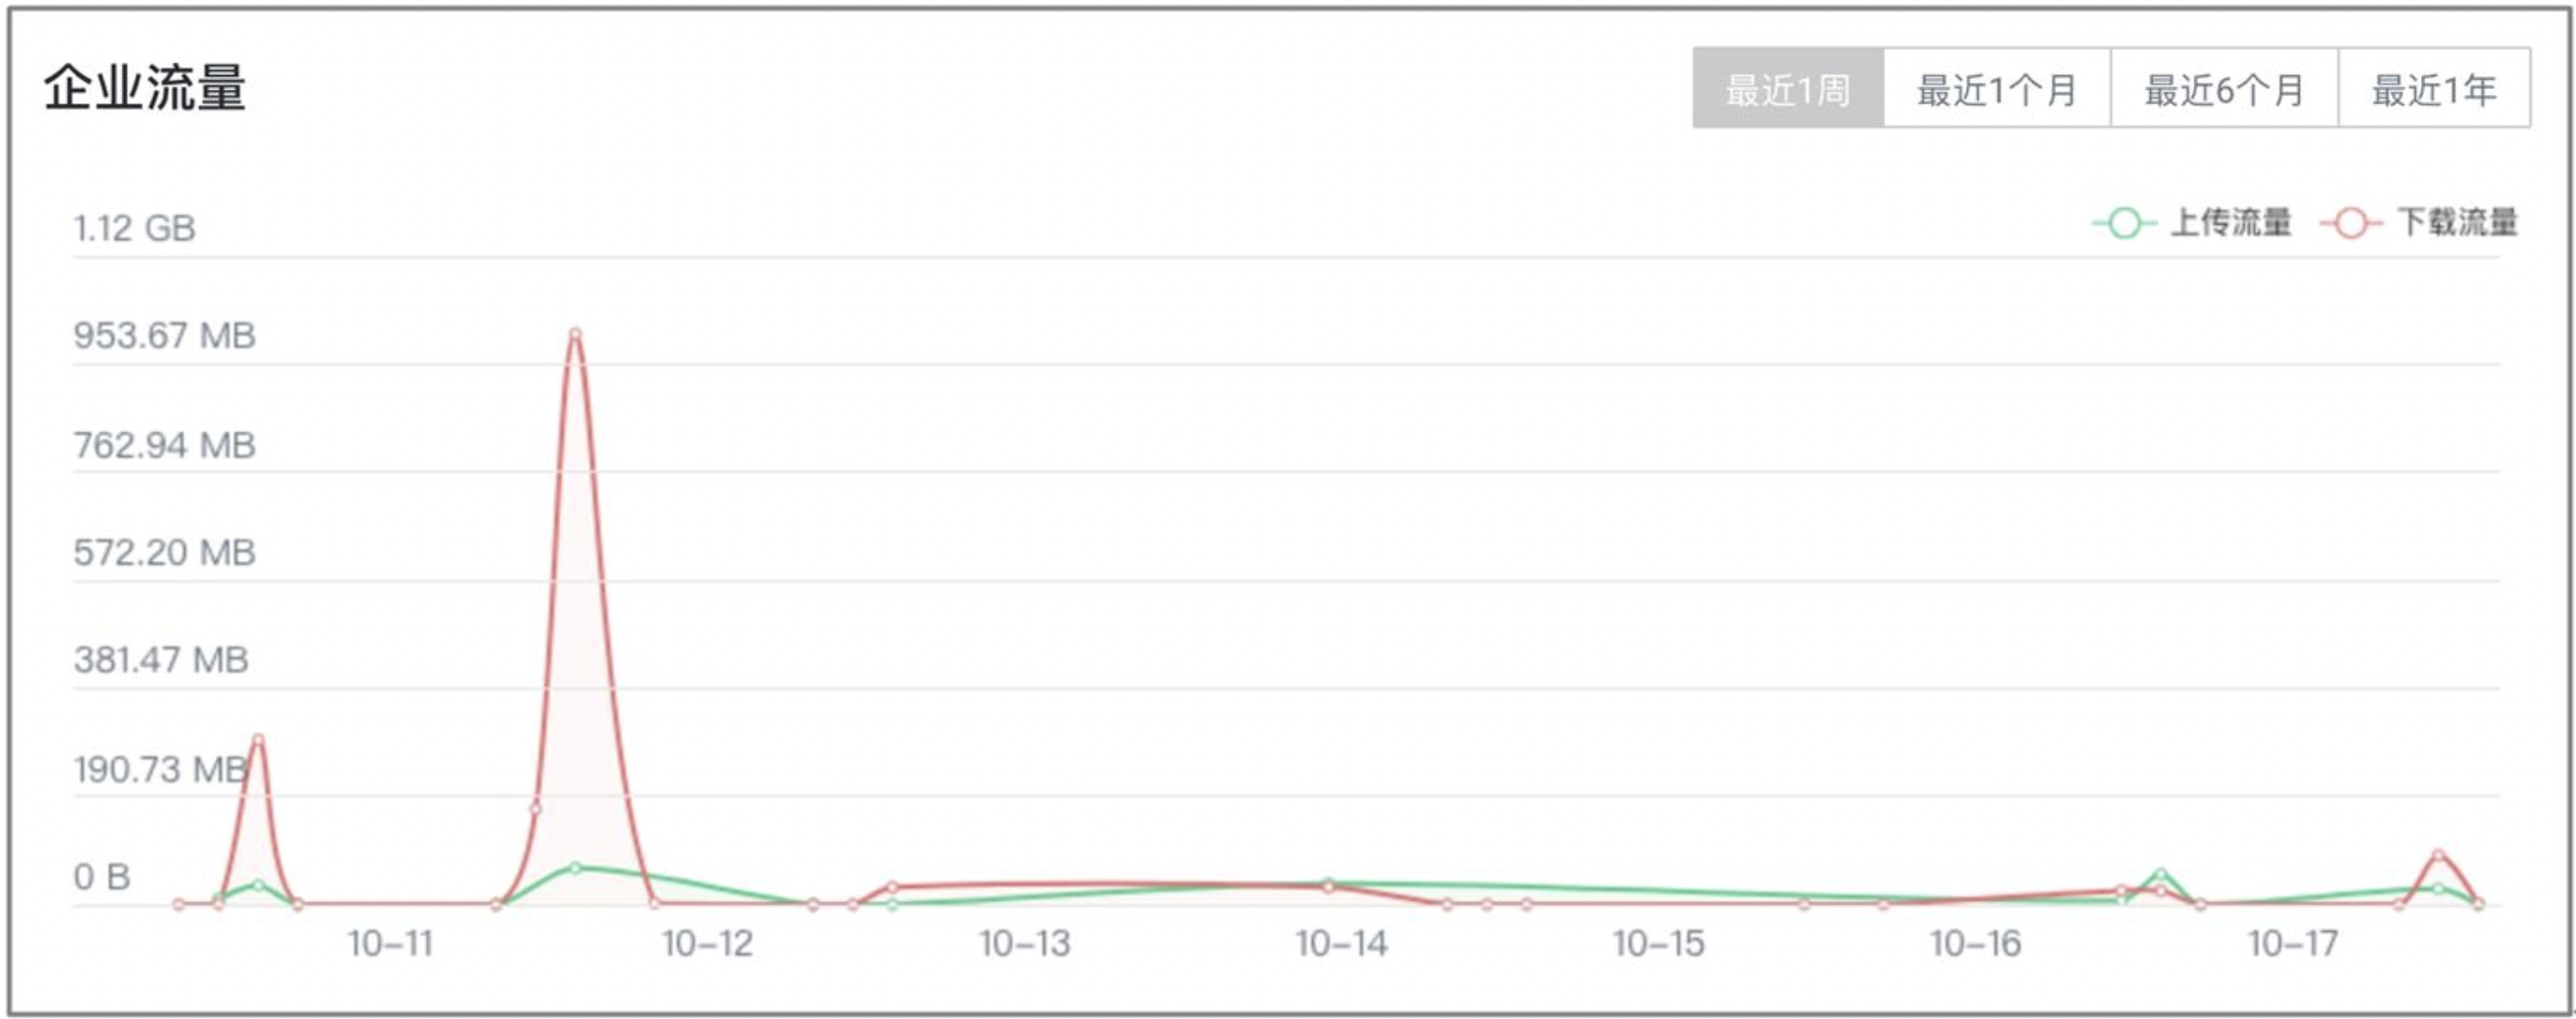 企业流量
最近1周 最近1个月 最近6个月 最近1年
上传流量 下载流量
1.12 GB
953.67 MB
762.94 MB
572.20 MB
381.47 MB
190.73 MB
0 B
10-11 10-12 10-13 10-14 10-15 10-16 10-17